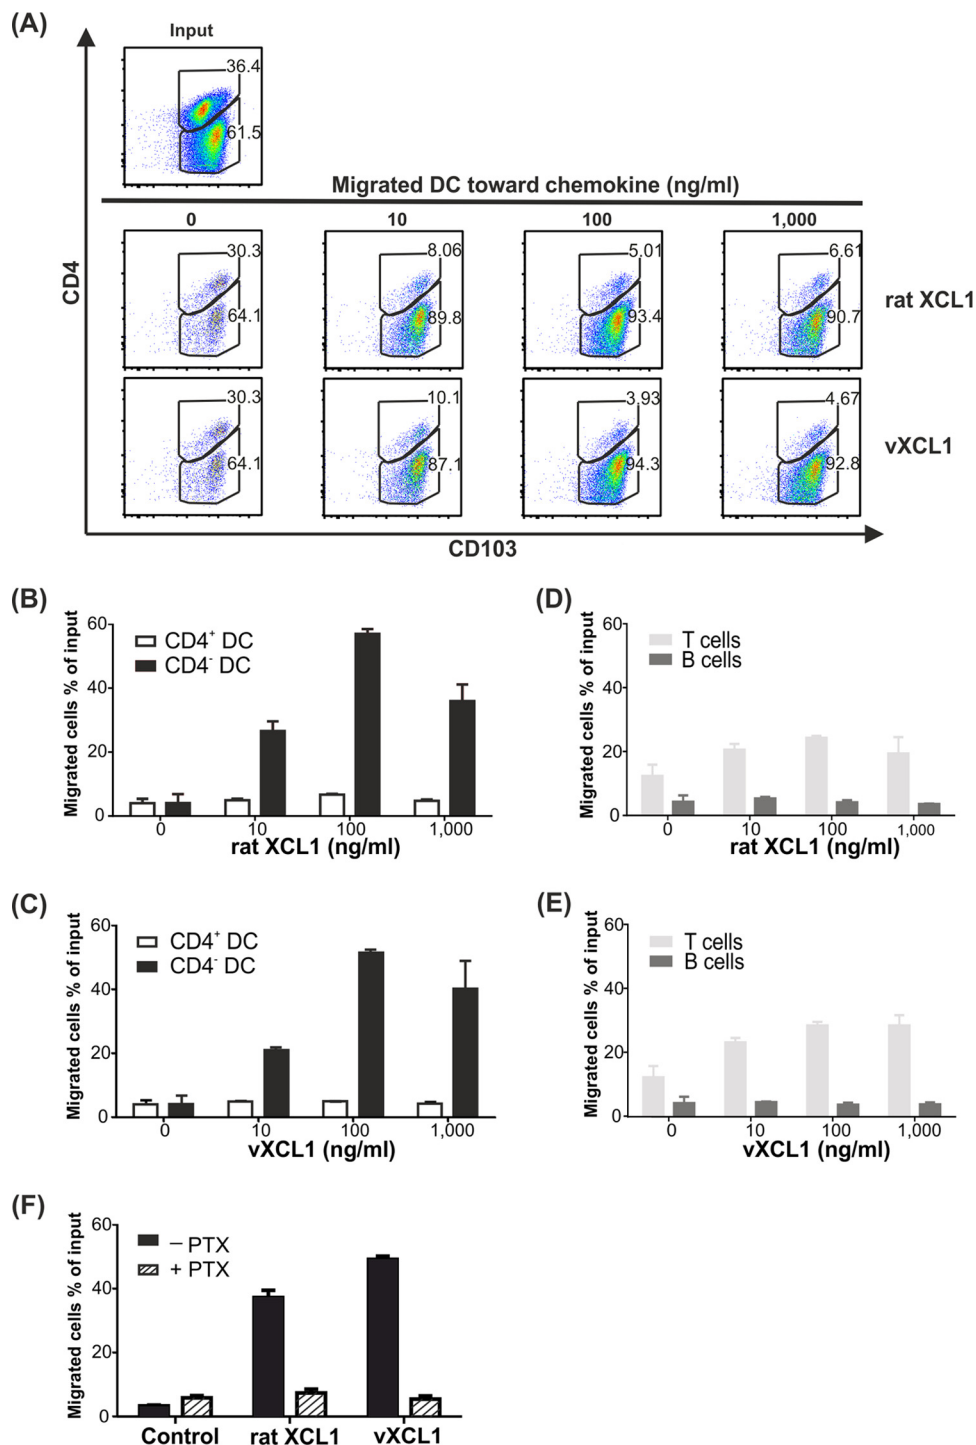 (A)
Input
36.4
61.5
Migrated DC toward chemokine (ng/ml)
0 10 100 1,000
30.3 8.06 5.01 6.61
64.1 89.8 93.4 90.7
rat XCL1
30.3 10.1 3.93 4.67
64.1 87.1 94.3 92.8
vXCL1
CD4
CD103
(B)
Migrated cells % of input
60
40
20
0
CD4+ DC
CD4- DC
0 10 100 1,000
rat XCL1 (ng/ml)
(D)
Migrated cells % of input
60
40
20
0
T cells
B cells
0 10 100 1,000
rat XCL1 (ng/ml)
(C)
Migrated cells % of input
60
40
20
0
CD4+ DC
CD4- DC
0 10 100 1,000
vXCL1 (ng/ml)
(E)
Migrated cells % of input
60
40
20
0
T cells
B cells
0 10 100 1,000
vXCL1 (ng/ml)
(F)
Migrated cells % of input
60
40
20
0
– PTX
+ PTX
Control rat XCL1 vXCL1